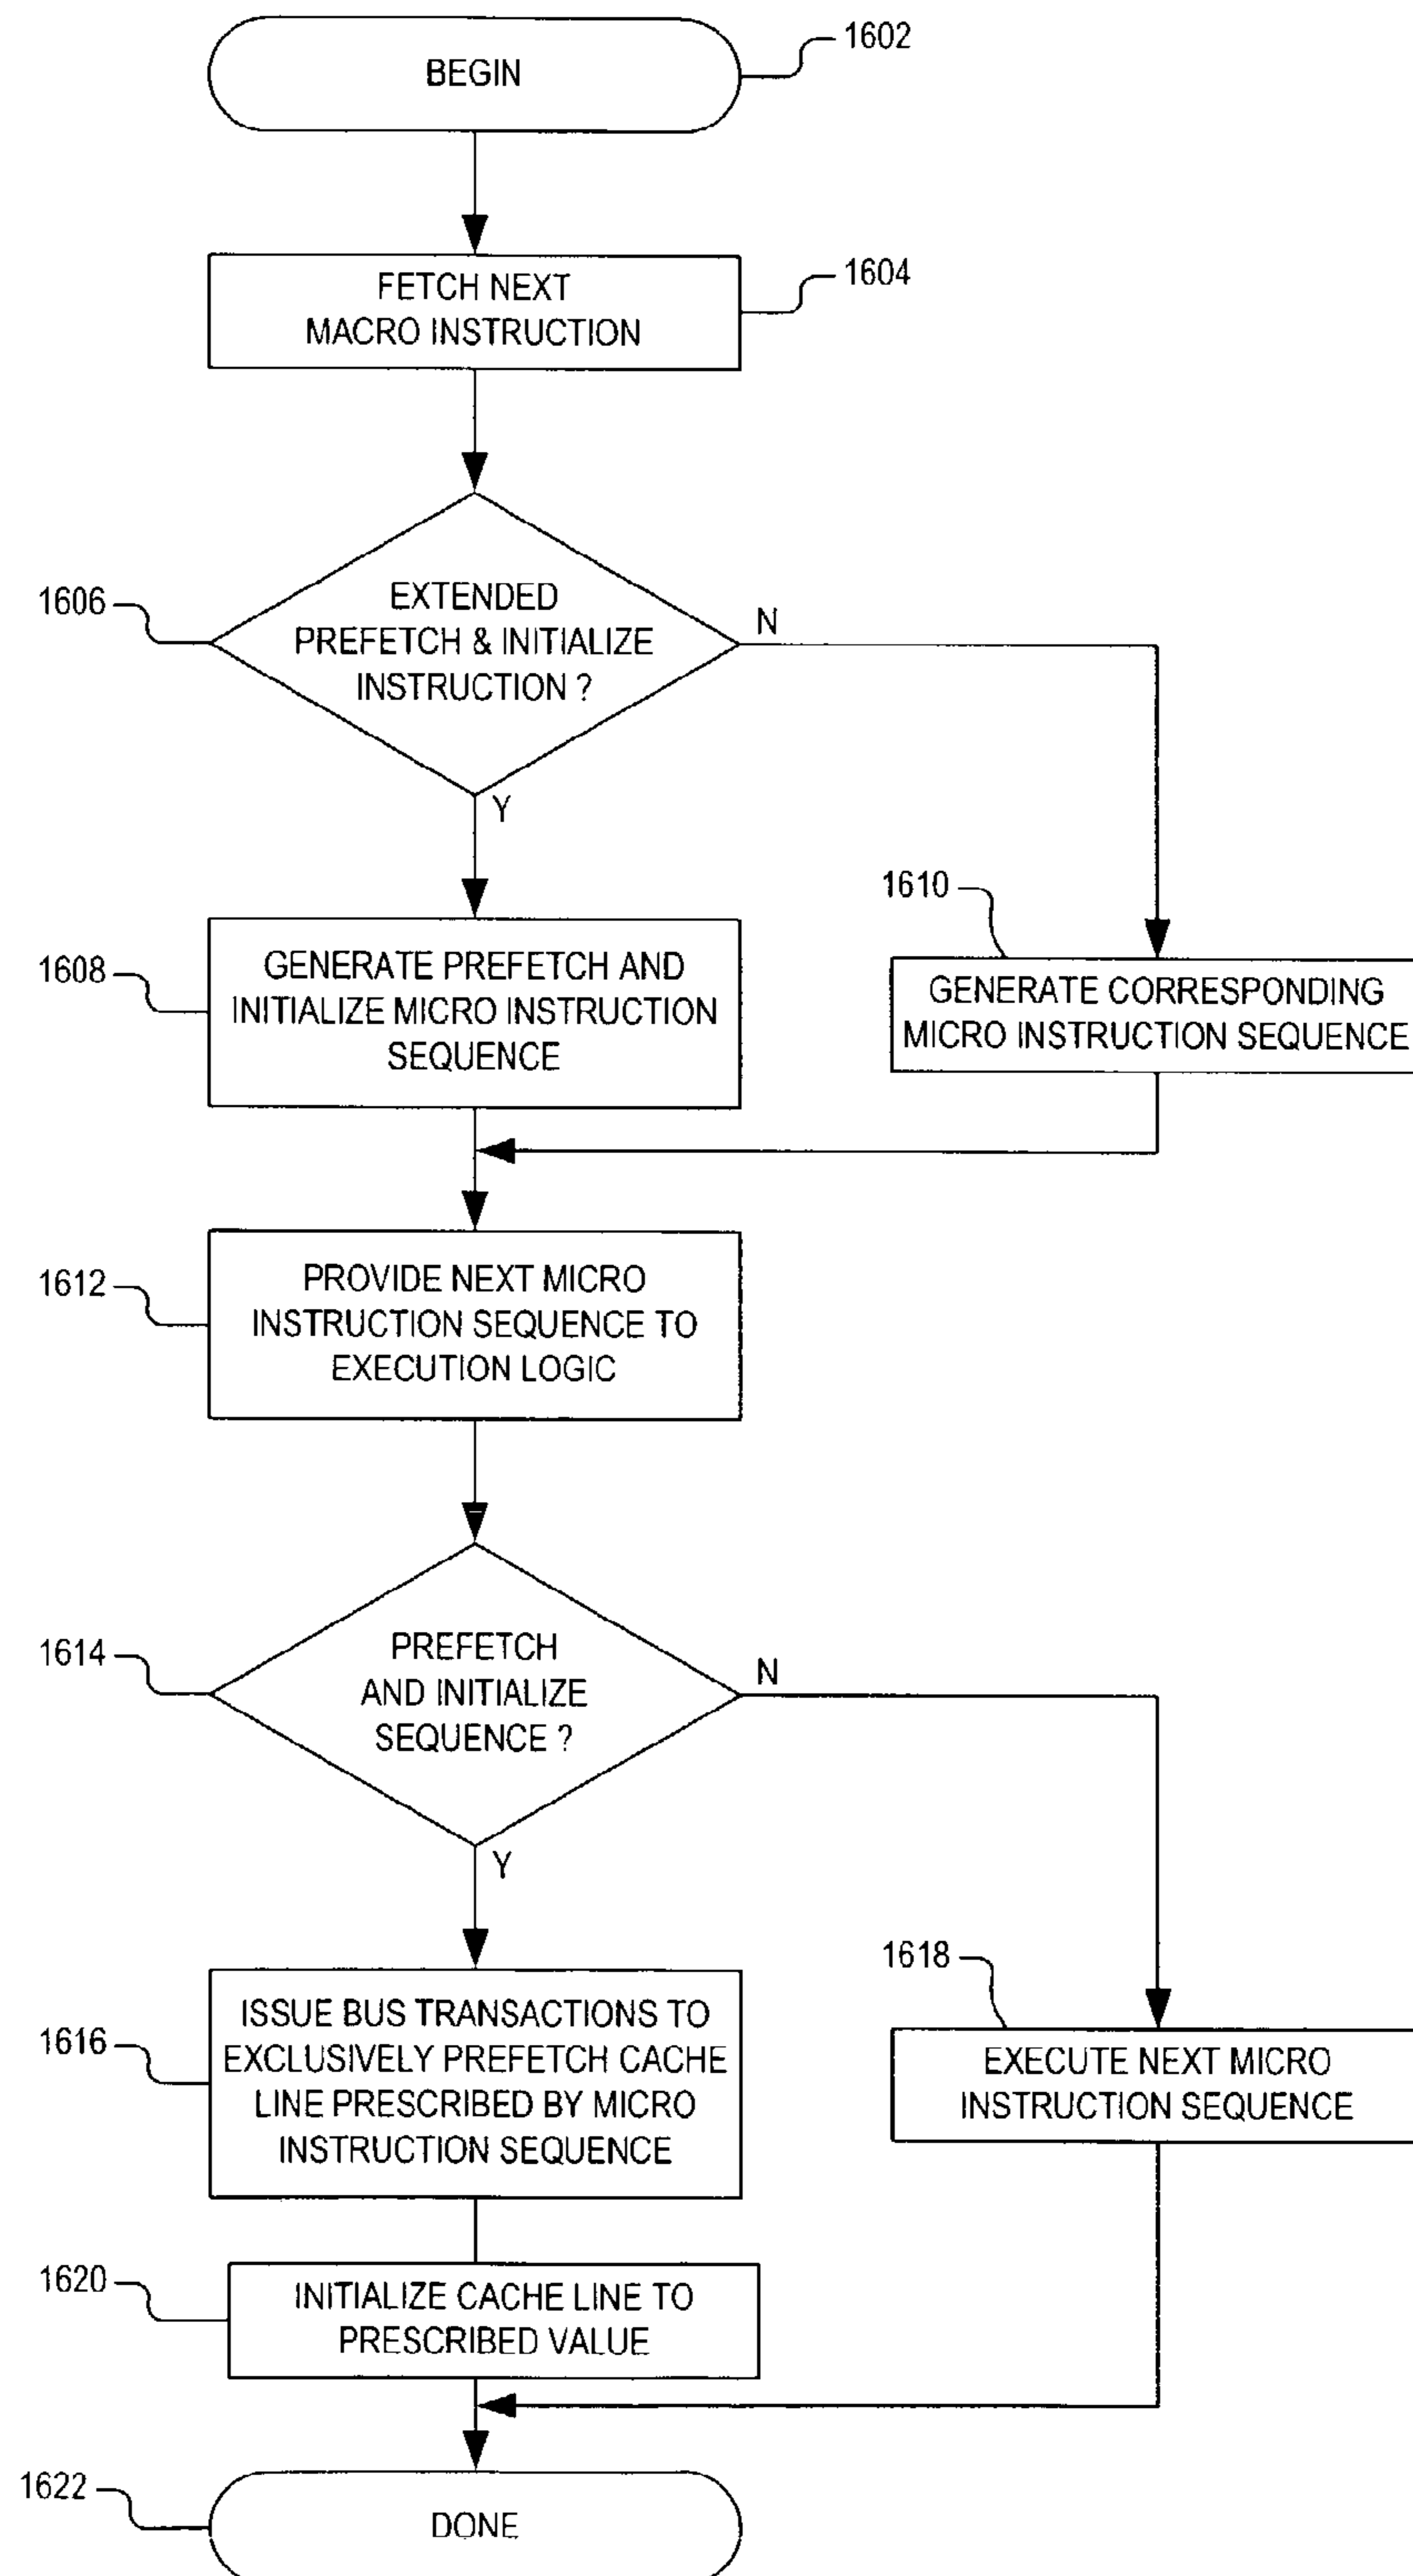 BEGIN
1602
FETCH NEXT
MACRO INSTRUCTION
1604
1606
EXTENDED
PREFETCH & INITIALIZE
INSTRUCTION ?
N
Y
1608
GENERATE PREFETCH AND
INITIALIZE MICRO INSTRUCTION
SEQUENCE
1610
GENERATE CORRESPONDING
MICRO INSTRUCTION SEQUENCE
1612
PROVIDE NEXT MICRO
INSTRUCTION SEQUENCE TO
EXECUTION LOGIC
1614
PREFETCH
AND INITIALIZE
SEQUENCE ?
N
Y
1616
ISSUE BUS TRANSACTIONS TO
EXCLUSIVELY PREFETCH CACHE
LINE PRESCRIBED BY MICRO
INSTRUCTION SEQUENCE
1618
EXECUTE NEXT MICRO
INSTRUCTION SEQUENCE
1620
INITIALIZE CACHE LINE TO
PRESCRIBED VALUE
1622
DONE